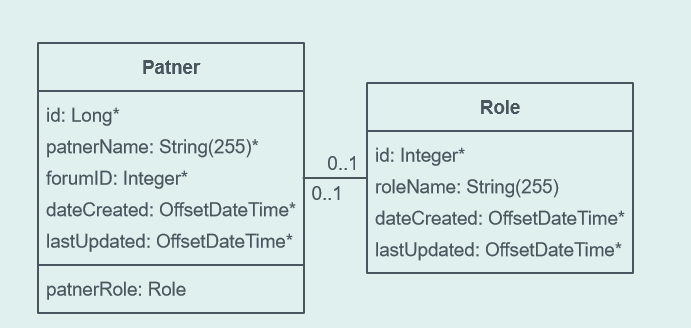 Patner
id: Long*
patnerName: String(255)*
forumID: Integer*
dateCreated: OffsetDateTime*
lastUpdated: OffsetDateTime*
patnerRole: Role
0..1
0..1
Role
id: Integer*
roleName: String(255)
dateCreated: OffsetDateTime*
lastUpdated: OffsetDateTime*